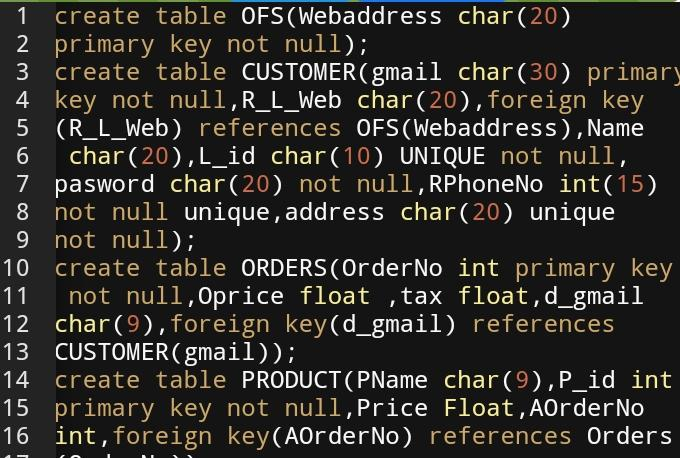 1 create table OFS(Webaddress char(20)
2 primary key not null);
3 create table CUSTOMER(gmail char(30) primary
4 key not null,R_L_Web char(20),foreign key
5 (R_L_Web) references OFS(Webaddress),Name
6 char(20),L_id char(10) UNIQUE not null,
7 pasword char(20) not null,RPhoneNo int(15)
8 not null unique,address char(20) unique
9 not null);
10 create table ORDERS(OrderNo int primary key
11 not null,Oprice float ,tax float,d_gmail
12 char(9),foreign key(d_gmail) references
13 CUSTOMER(gmail));
14 create table PRODUCT(PName char(9),P_id int
15 primary key not null,Price Float,AOrderNo
16 int,foreign key(AOrderNo) references Orders